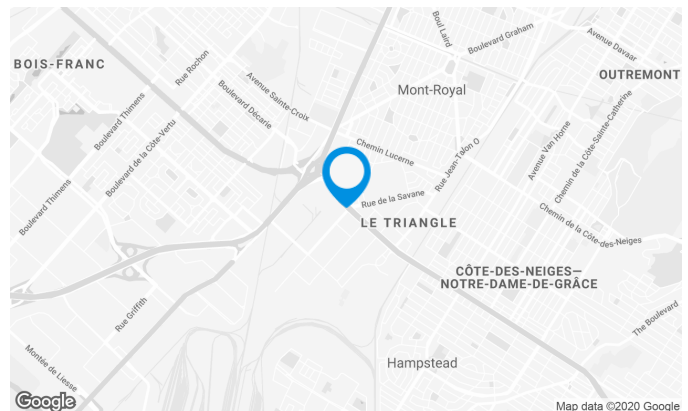 Boul Laird
Boulevard Graham
Avenue Davaar
BOIS-FRANC
Rue Rochon
OUTREMONT
Avenue Sainte-Croix
Boulevard Décarie
Mont-Royal
Boulevard Thimens
Boulevard de la Côte-Vertu
Chemin Lucerne
Rue Jean-Talon O
Avenue Van Horne
Chemin de la Côte-Sainte-Catherine
Boulevard Thimens
Rue de la Savane
LE TRIANGLE
Chemin de la Côte-des-Neiges
CÔTE-DES-NEIGES—
NOTRE-DAME-DE-GRÂCE
Rue Griffith
The Boulevard
Montée de Liesse
Hampstead
Google
Map data ©2020 Google